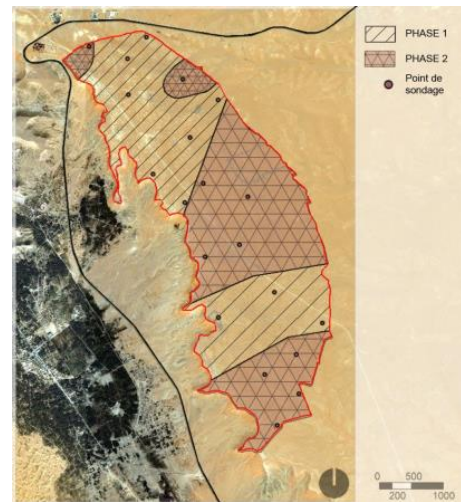 PHASE 1
PHASE 2
Point de
sondage
0 500
200 1000